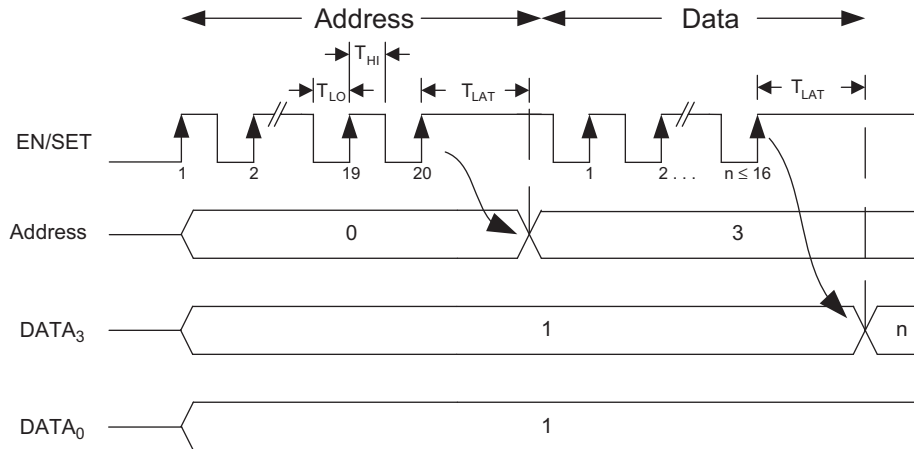 Address Data
T_HI
T_LO T_LAT T_LAT
EN/SET
1 2 19 20 1 2 . . . n ≤ 16
Address 0 3
DATA_3 1 n
DATA_0 1